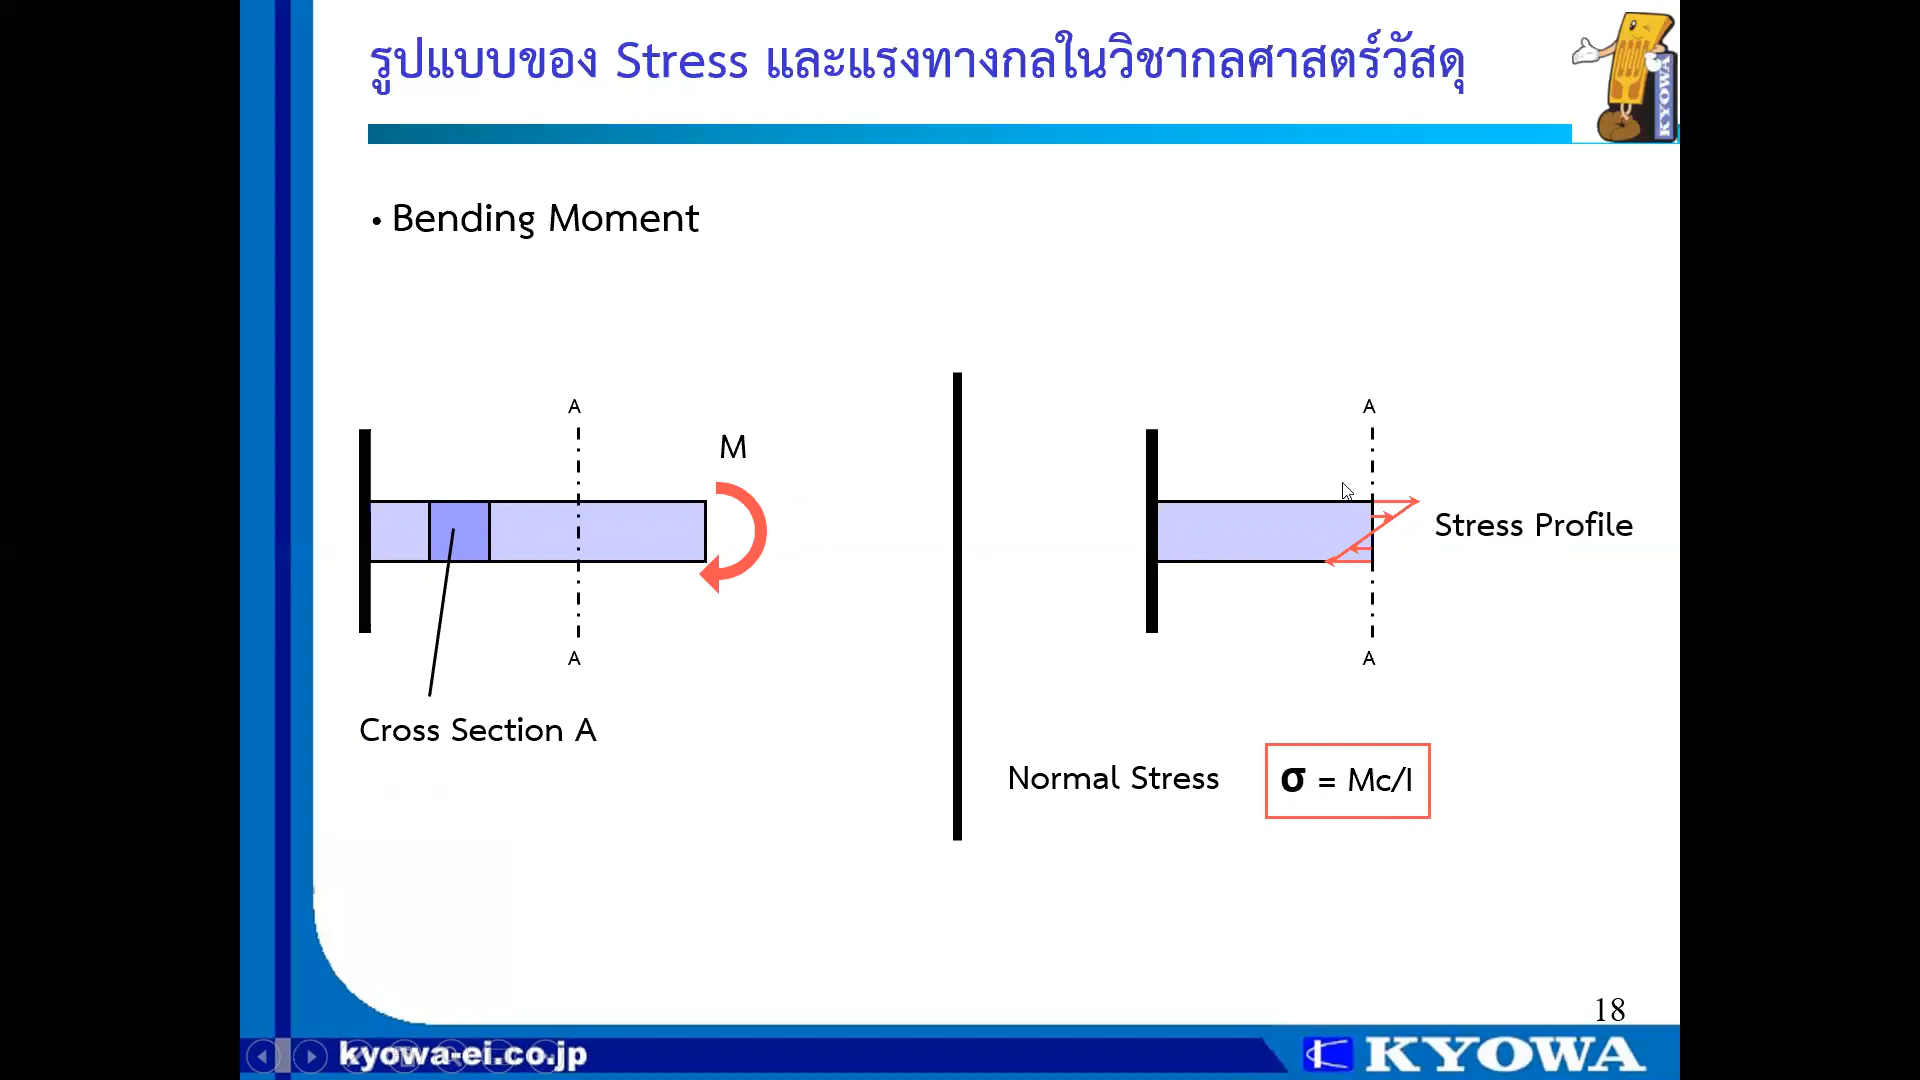 รูปแบบของ Stress และแรงทางกลในวิชากลศาสตร์วัสดุ
KYOWA
• Bending Moment
A
A
M
Stress Profile
A
A
Cross Section A
Normal Stress
σ = Mc/I
18
kyowa-ei.co.jp
KYOWA